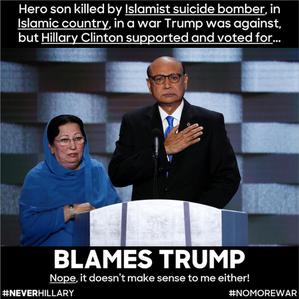 Hero son killed by Islamist suicide bomber, in
Islamic country, in a war Trump was against,
but Hillary Clinton supported and voted for...
BLAMES TRUMP
Nope, it doesn't make sense to me either!
#NEVERHILLARY #NOMOREWAR